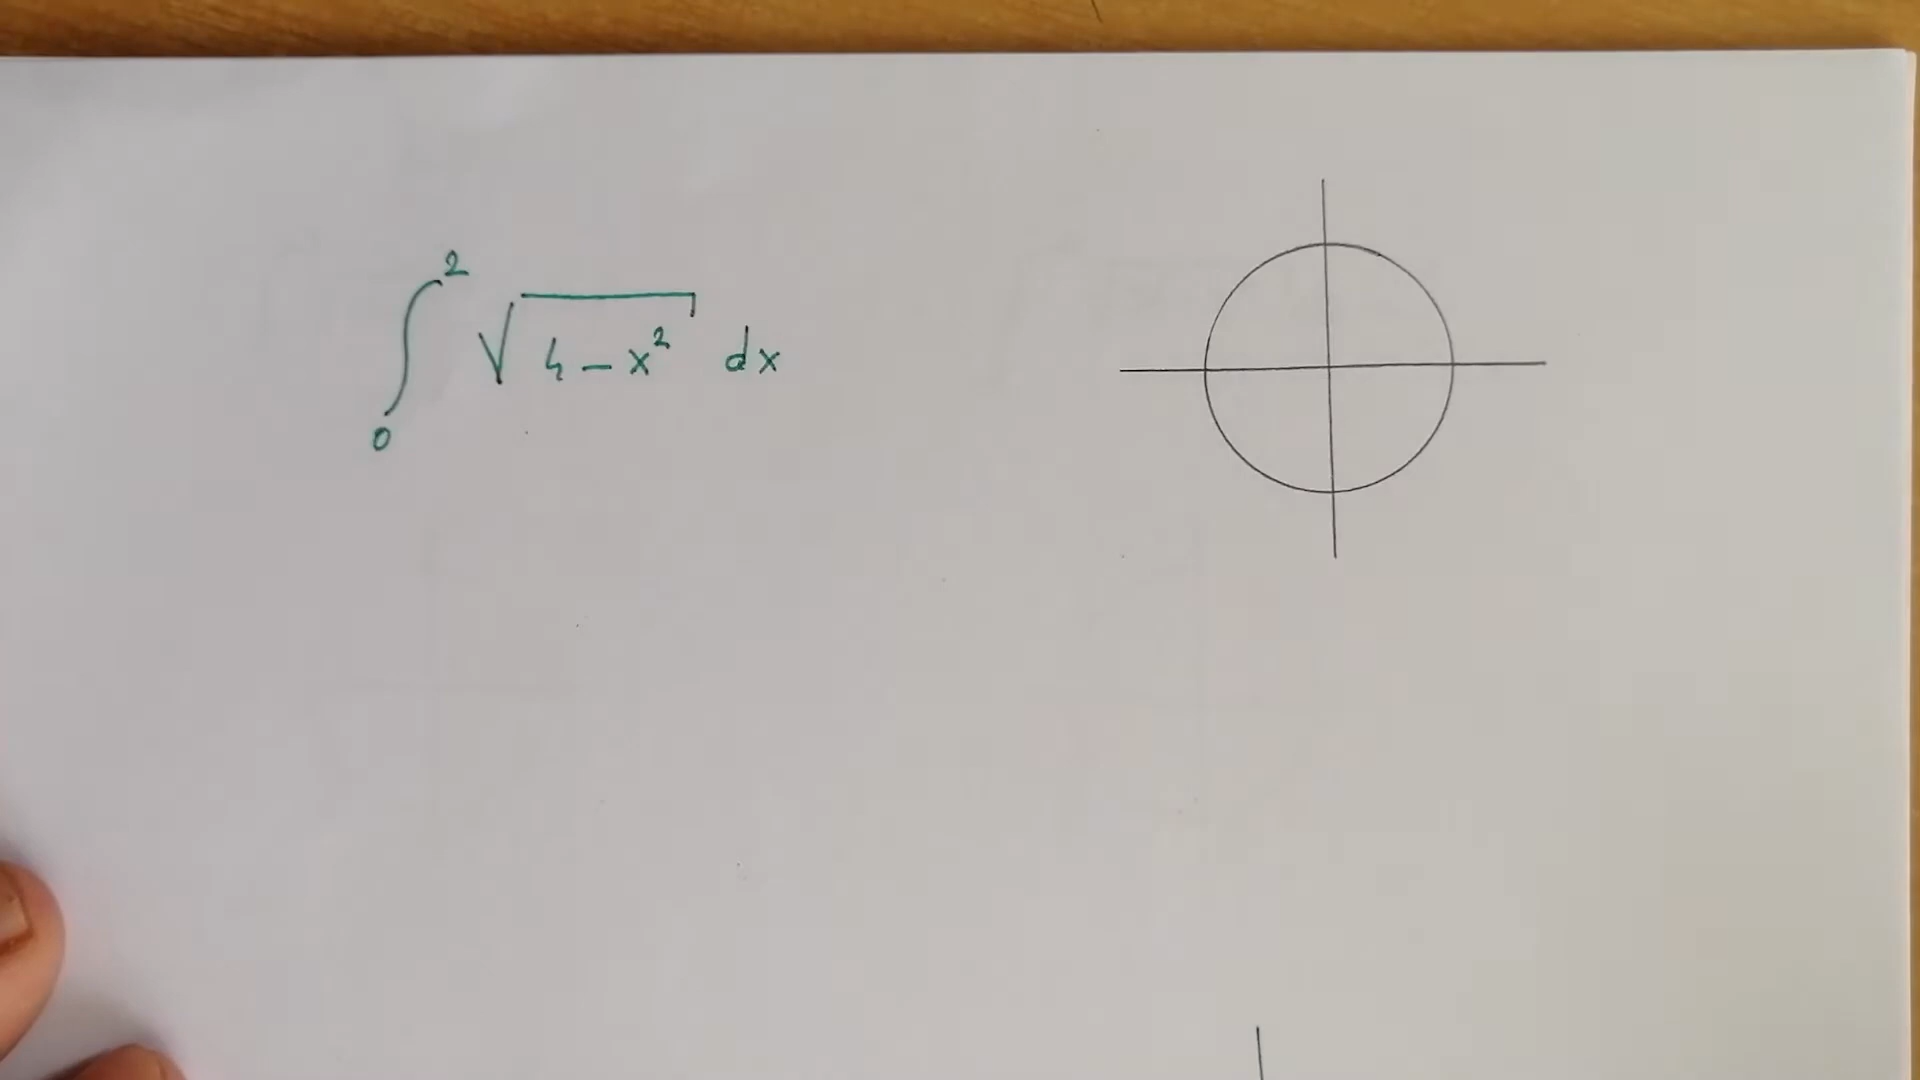 ∫₀² √(4 - x²) dx